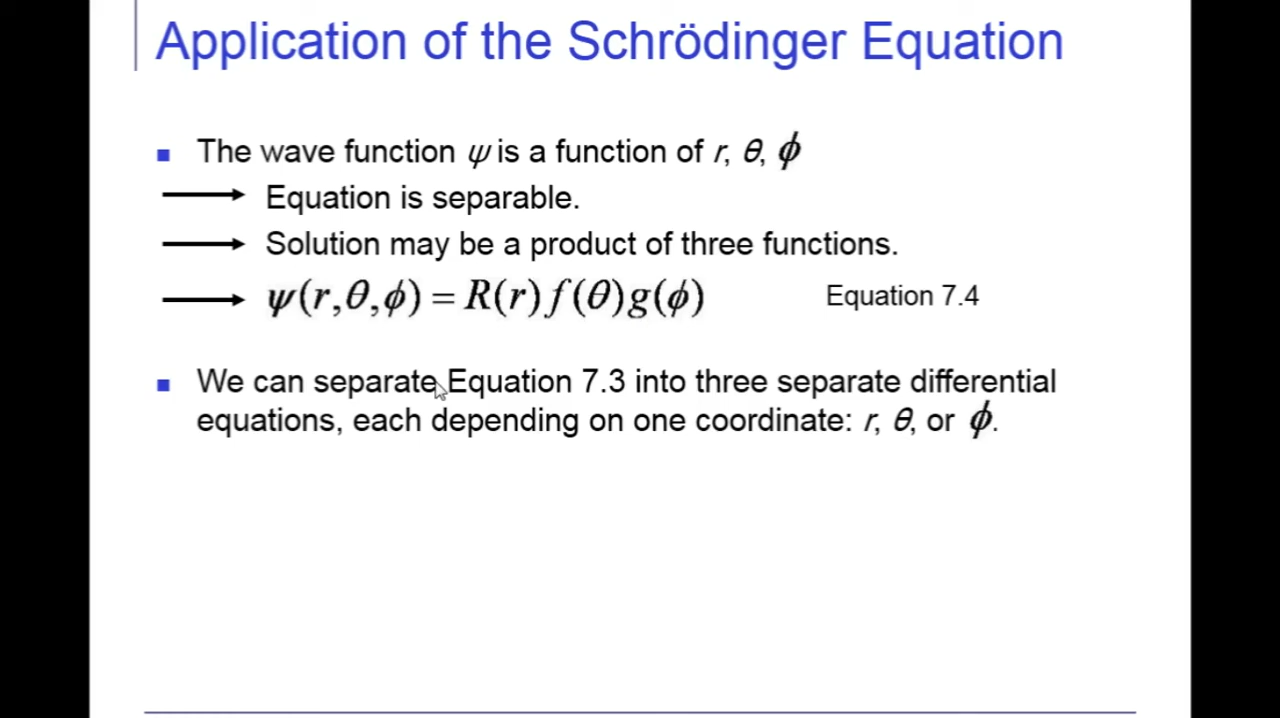 Application of the Schrödinger Equation
The wave function ψ is a function of r, θ, ϕ
Equation is separable.
Solution may be a product of three functions.
ψ(r,θ,ϕ) = R(r)f(θ)g(ϕ) Equation 7.4
We can separate Equation 7.3 into three separate differential
equations, each depending on one coordinate: r, θ, or ϕ.